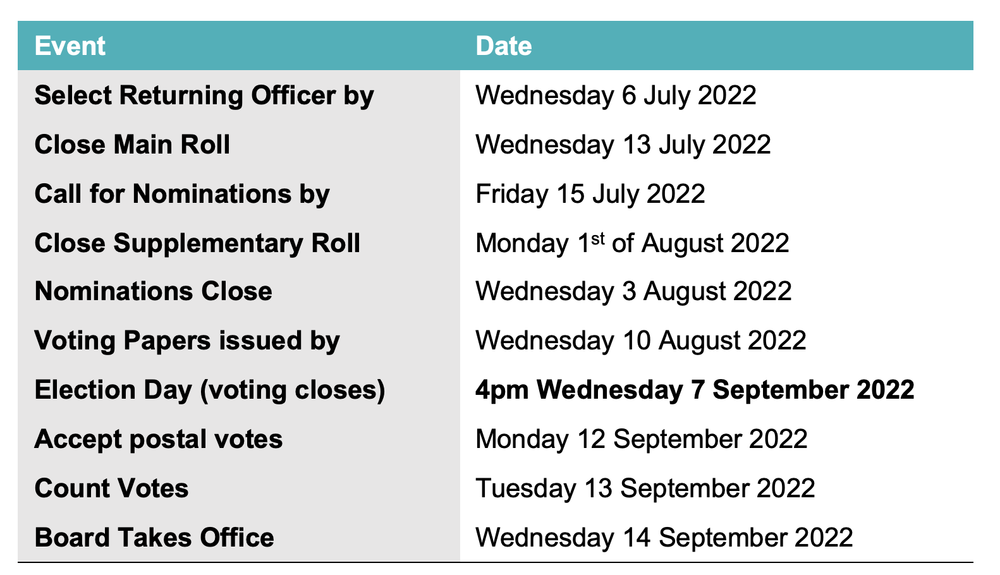 Event Date
Select Returning Officer by Wednesday 6 July 2022
Close Main Roll Wednesday 13 July 2022
Call for Nominations by Friday 15 July 2022
Close Supplementary Roll Monday 1st of August 2022
Nominations Close Wednesday 3 August 2022
Voting Papers issued by Wednesday 10 August 2022
Election Day (voting closes) 4pm Wednesday 7 September 2022
Accept postal votes Monday 12 September 2022
Count Votes Tuesday 13 September 2022
Board Takes Office Wednesday 14 September 2022